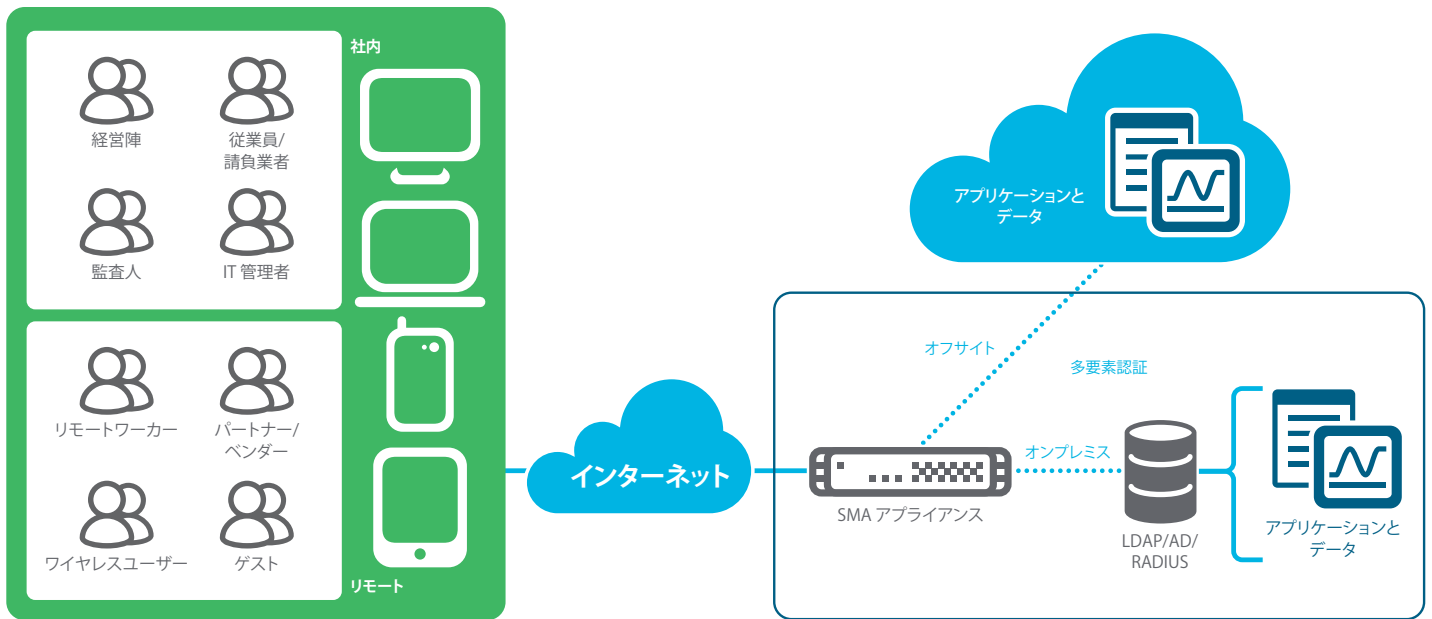 社内
経営陣
従業員/
請負業者
監査人
IT 管理者
リモートワーカー
パートナー/
ベンダー
ワイヤレスユーザー
ゲスト
リモート
インターネット
アプリケーションと
データ
オフサイト
多要素認証
オンプレミス
SMA アプライアンス
LDAP/AD/
RADIUS
アプリケーションと
データ